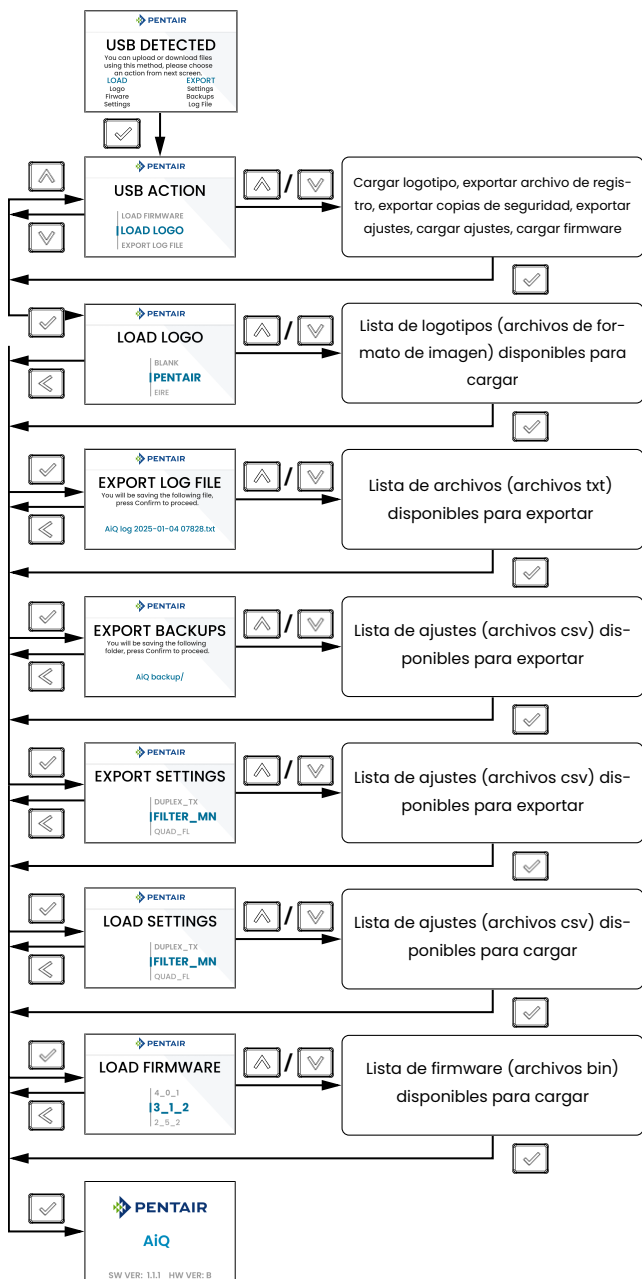 PENTAIR
USB DETECTED
You can upload or download files
using this method, please choose
an action from next screen.
LOAD EXPORT
Logo Settings
Firware Backups
Settings Log File
PENTAIR
USB ACTION
LOAD FIRMWARE
LOAD LOGO
EXPORT LOG FILE
/
Cargar logotipo, exportar archivo de regis-
tro, exportar copias de seguridad, exportar
ajustes, cargar ajustes, cargar firmware
PENTAIR
LOAD LOGO
BLANK
PENTAIR
EIRE
/
Lista de logotipos (archivos de for-
mato de imagen) disponibles para
cargar
PENTAIR
EXPORT LOG FILE
You will be saving the following file,
press Confirm to proceed.
AiQ log 2025-01-04 07828.txt
/
Lista de archivos (archivos txt)
disponibles para exportar
PENTAIR
EXPORT BACKUPS
You will be saving the following
folder, press Confirm to proceed.
AiQ backup/
/
Lista de ajustes (archivos csv) dis-
ponibles para exportar
PENTAIR
EXPORT SETTINGS
DUPLEX_TX
FILTER_MN
QUAD_FL
/
Lista de ajustes (archivos csv) dis-
ponibles para exportar
PENTAIR
LOAD SETTINGS
DUPLEX_TX
FILTER_MN
QUAD_FL
/
Lista de ajustes (archivos csv) dis-
ponibles para cargar
PENTAIR
LOAD FIRMWARE
4_0_1
3_1_2
2_5_2
/
Lista de firmware (archivos bin)
disponibles para cargar
PENTAIR
AiQ
SW VER: 1.1.1 HW VER: B